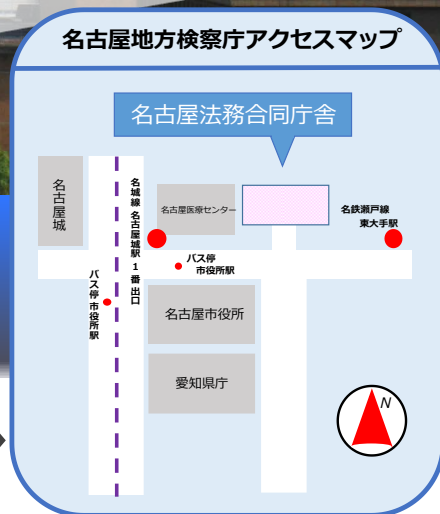 名古屋地方検察庁アクセスマップ
名古屋法務合同庁舎
名古屋城
名城線 名古屋城駅 1番出口
名古屋医療センター
名鉄瀬戸線
東大手駅
バス停
市役所駅
バス停 市役所駅
名古屋市役所
愛知県庁
N